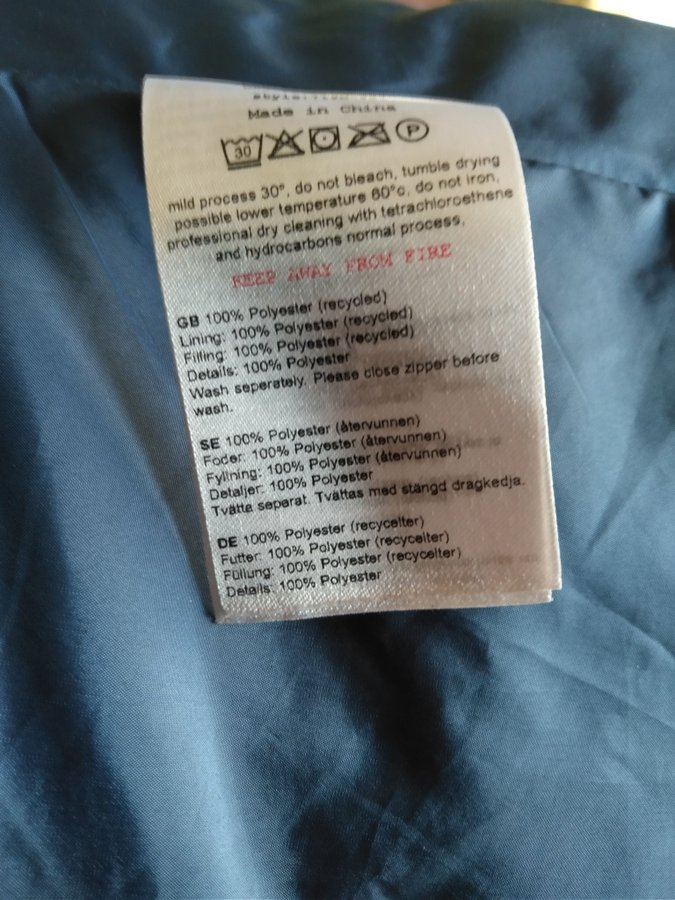 Made in China
30 P
mild process 30°, do not bleach, tumble drying
possible lower temperature 60°c, do not iron,
professional dry cleaning with tetrachloroethene
and hydrocarbons normal process,
KEEP AWAY FROM FIRE
GB 100% Polyester (recycled)
Lining: 100% Polyester (recycled)
Filling: 100% Polyester (recycled)
Details: 100% Polyester
Wash seperately. Please close zipper before
wash.
SE 100% Polyester (återvunnen)
Foder: 100% Polyester (återvunnen)
Fyllning: 100% Polyester (återvunnen)
Detaljer: 100% Polyester
Tvätta separat. Tvättas med stängd dragkedja.
DE 100% Polyester (recycelter)
Futter: 100% Polyester (recycelter)
Füllung: 100% Polyester (recycelter)
Details: 100% Polyester